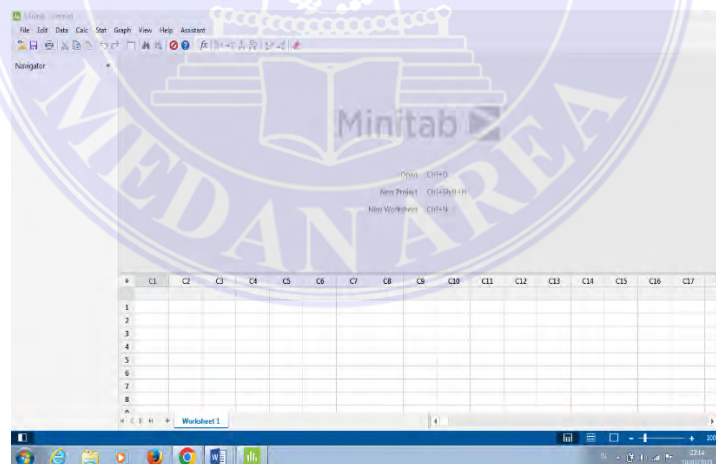 Minitab - Untitled
File Edit Data Calc Stat Graph View Help Assistant
Navigator
Minitab
Open Ctrl+O
New Project Ctrl+Shift+N
New Worksheet Ctrl+N
MEDAN AREA
C1 C2 C3 C4 C5 C6 C7 C8 C9 C10 C11 C12 C13 C14 C15 C16 C17
1
2
3
4
5
6
7
8
Worksheet 1
22:14